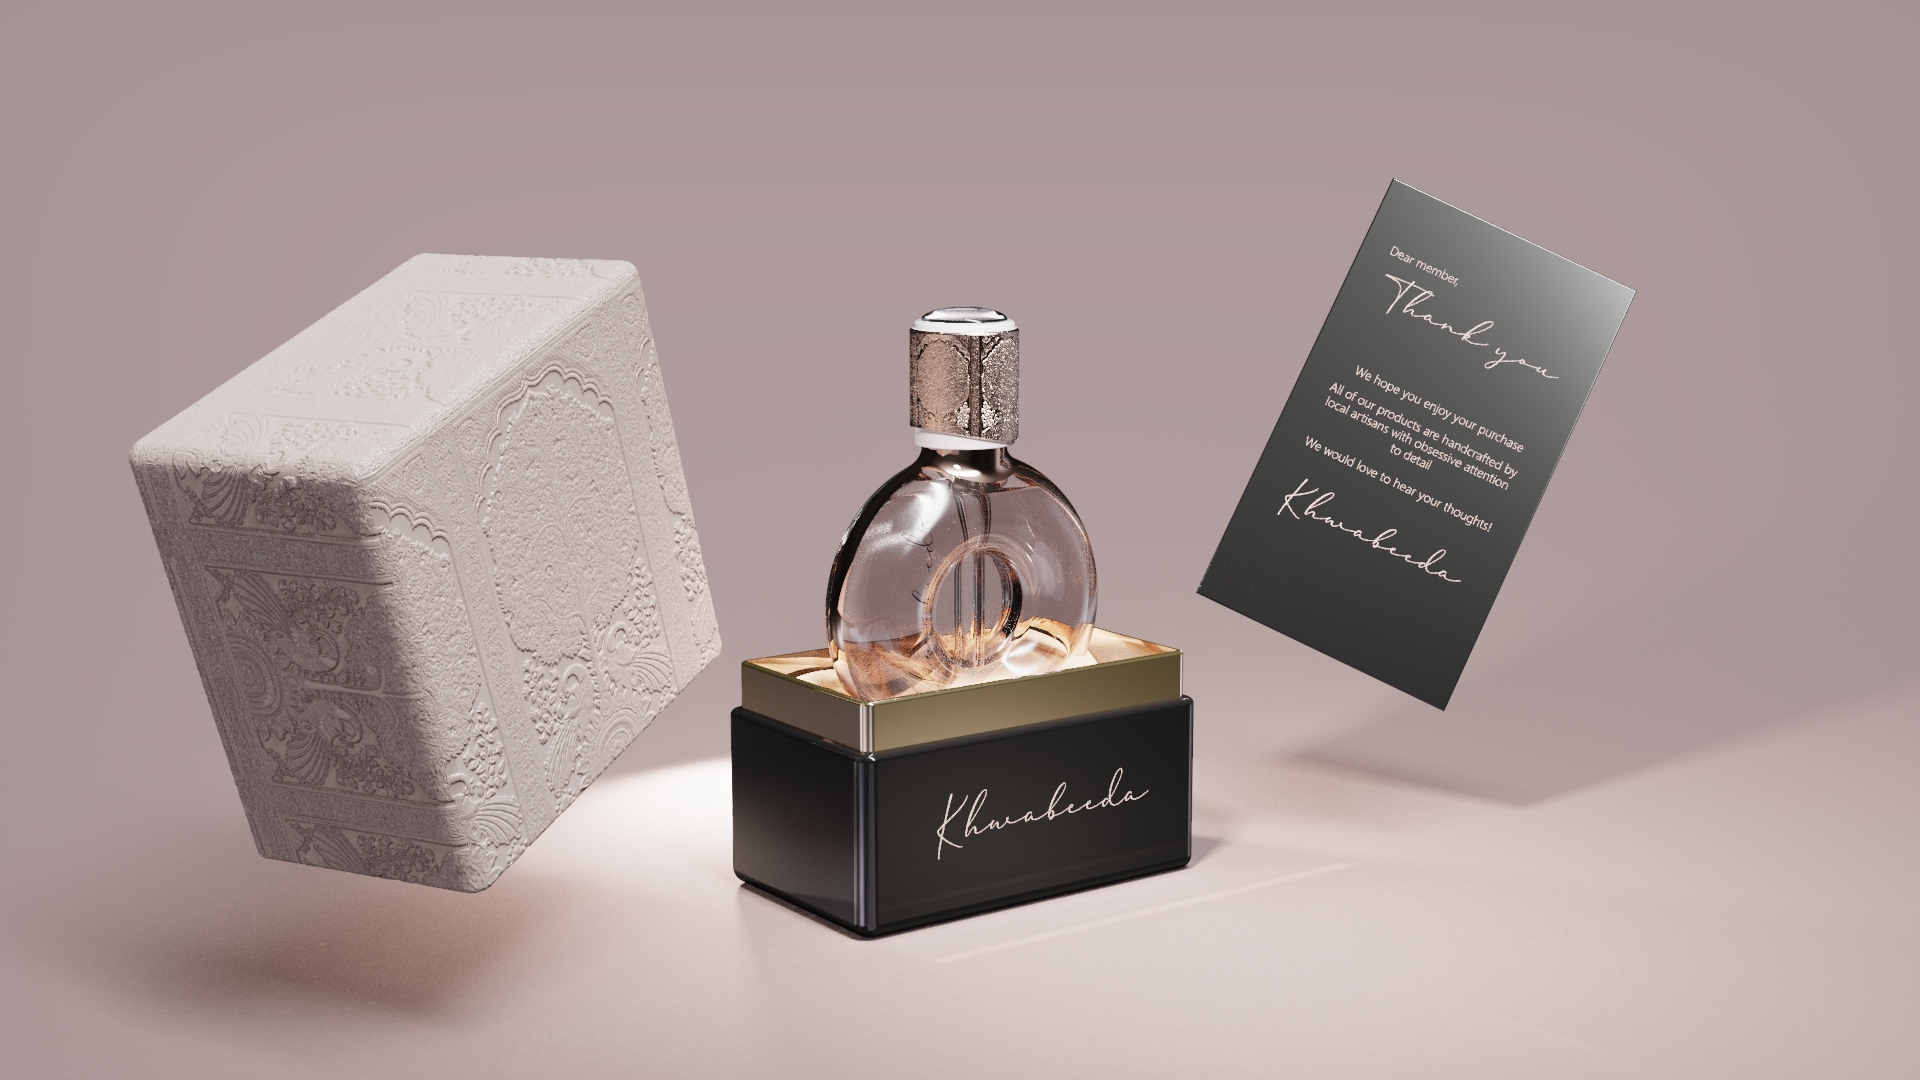 Khwabeeda
Dear member,
Thank you
We hope you enjoy your purchase
All of our products are handcrafted by
local artisans with obsessive attention
to detail
We would love to hear your thoughts!
Khwabeeda